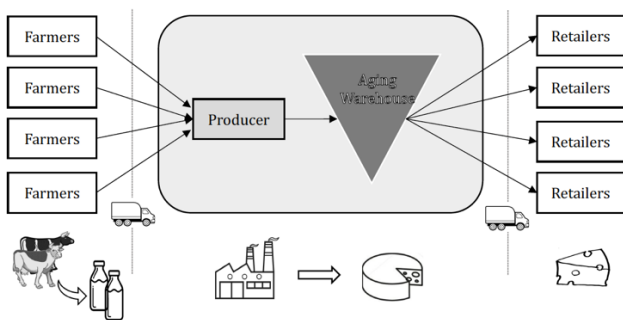 Farmers
Farmers
Farmers
Farmers
Producer
Aging
Warehouse
Retailers
Retailers
Retailers
Retailers